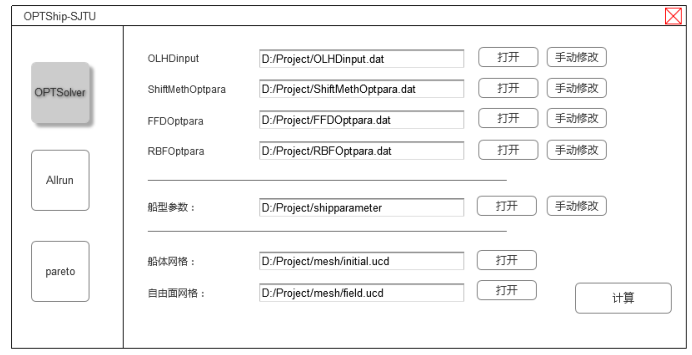 OPTShip-SJTU
OLHDinput D:/Project/OLHDinput.dat 打开 手动修改
OPTSolver
ShiftMethOptpara D:/Project/ShiftMethOptpara.dat 打开 手动修改
FFDOptpara D:/Project/FFDOptpara.dat 打开 手动修改
RBFOptpara D:/Project/RBFOptpara.dat 打开 手动修改
Allrun
船型参数： D:/Project/shipparameter 打开 手动修改
船体网格： D:/Project/mesh/initial.ucd 打开
pareto
自由面网格： D:/Project/mesh/field.ucd 打开
计算